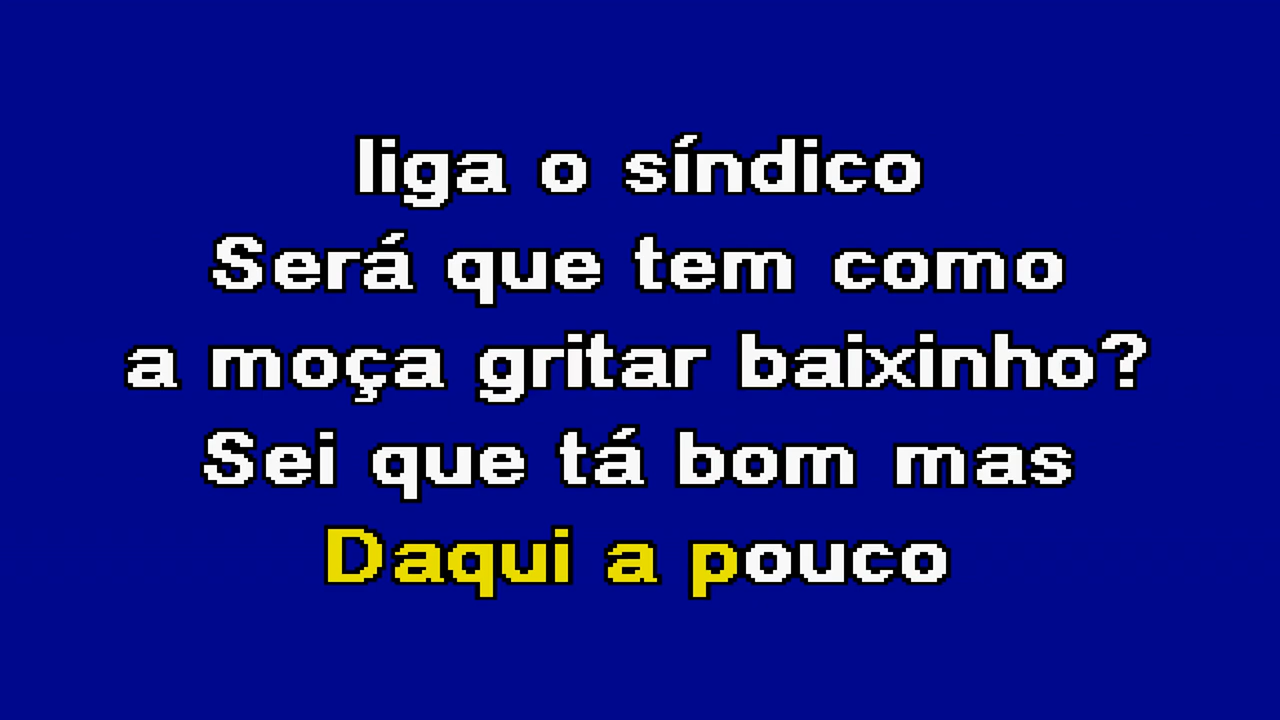 liga o síndico
Será que tem como
a moça gritar baixinho?
Sei que tá bom mas
Daqui a pouco